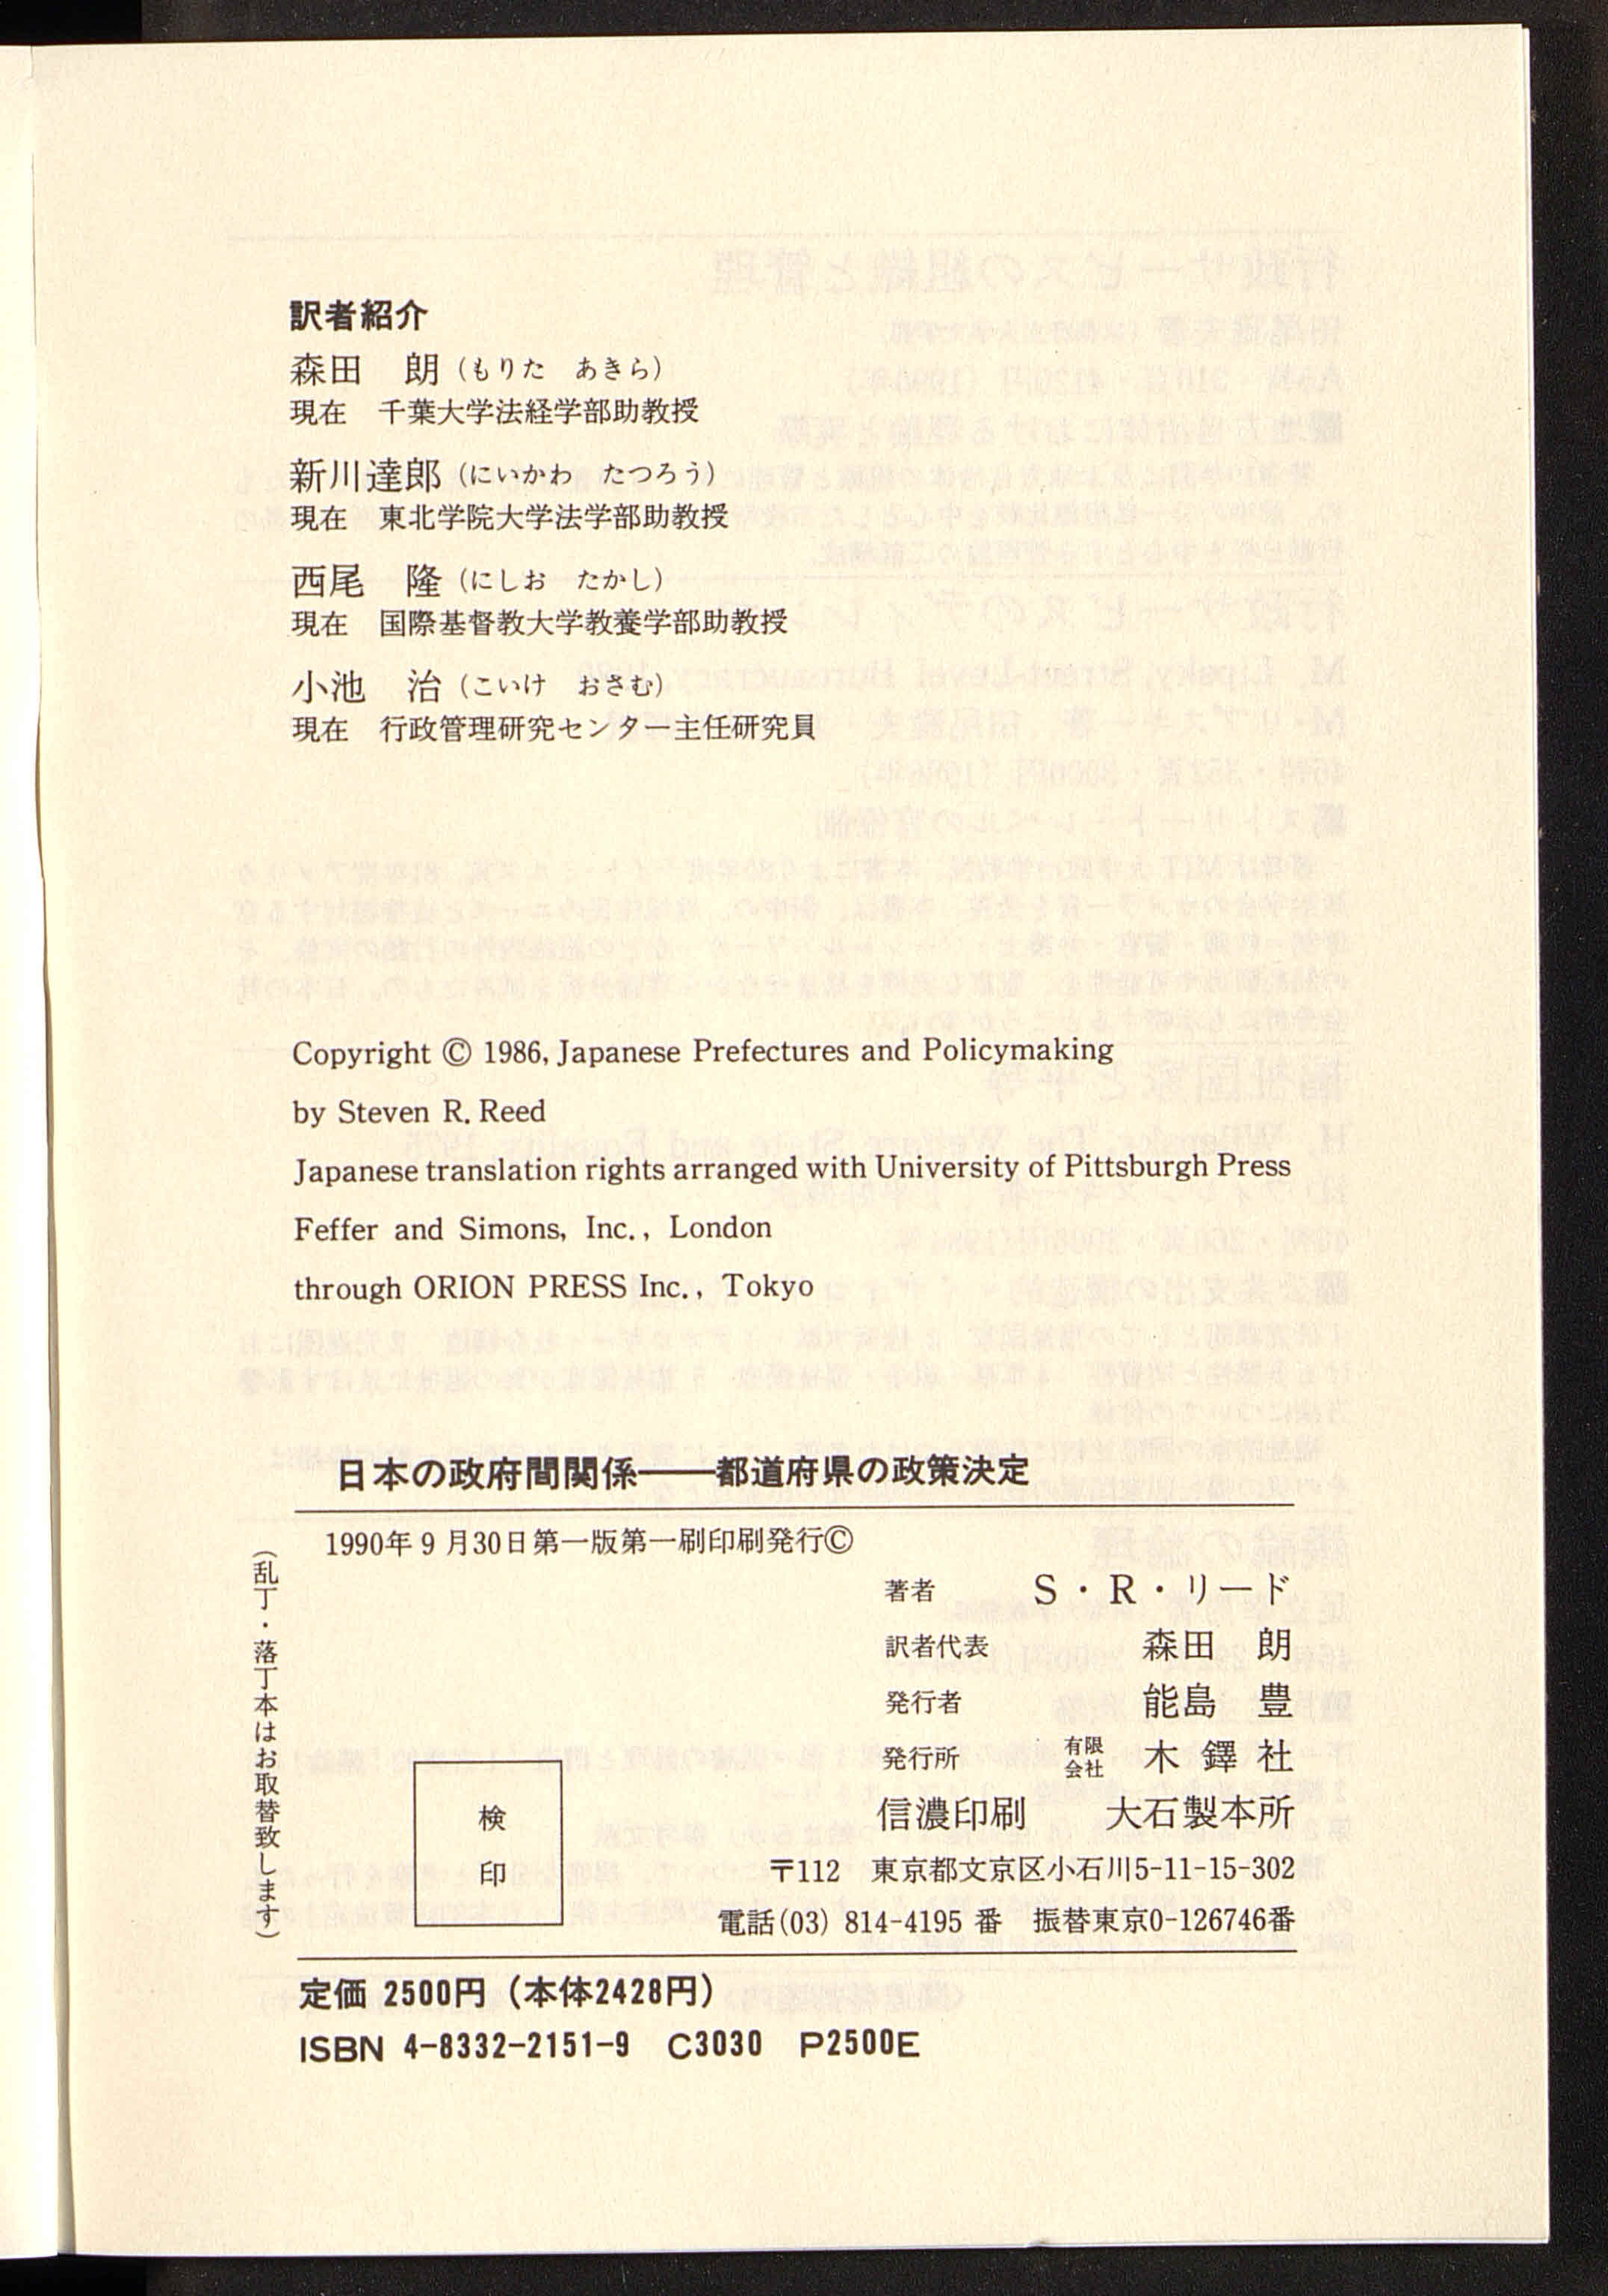 訳者紹介
森田　朗（もりた　あきら）
現在　千葉大学法経学部助教授
新川達郎（にいかわ　たつろう）
現在　東北学院大学法学部助教授
西尾　隆（にしお　たかし）
現在　国際基督教大学教養学部助教授
小池　治（こいけ　おさむ）
現在　行政管理研究センター主任研究員
Copyright © 1986, Japanese Prefectures and Policymaking
by Steven R. Reed
Japanese translation rights arranged with University of Pittsburgh Press
Feffer and Simons, Inc., London
through ORION PRESS Inc., Tokyo
日本の政府間関係――都道府県の政策決定
1990年9月30日第一版第一刷印刷発行©
著者　S・R・リード
訳者代表　森田　朗
発行者　能島　豊
発行所　有限会社　木鐸社
信濃印刷　大石製本所
〒112　東京都文京区小石川5-11-15-302
電話(03) 814-4195 番　振替東京0-126746番
検
印
（乱丁・落丁本はお取替致します）
定価 2500円（本体2428円）
ISBN 4-8332-2151-9　C3030　P2500E